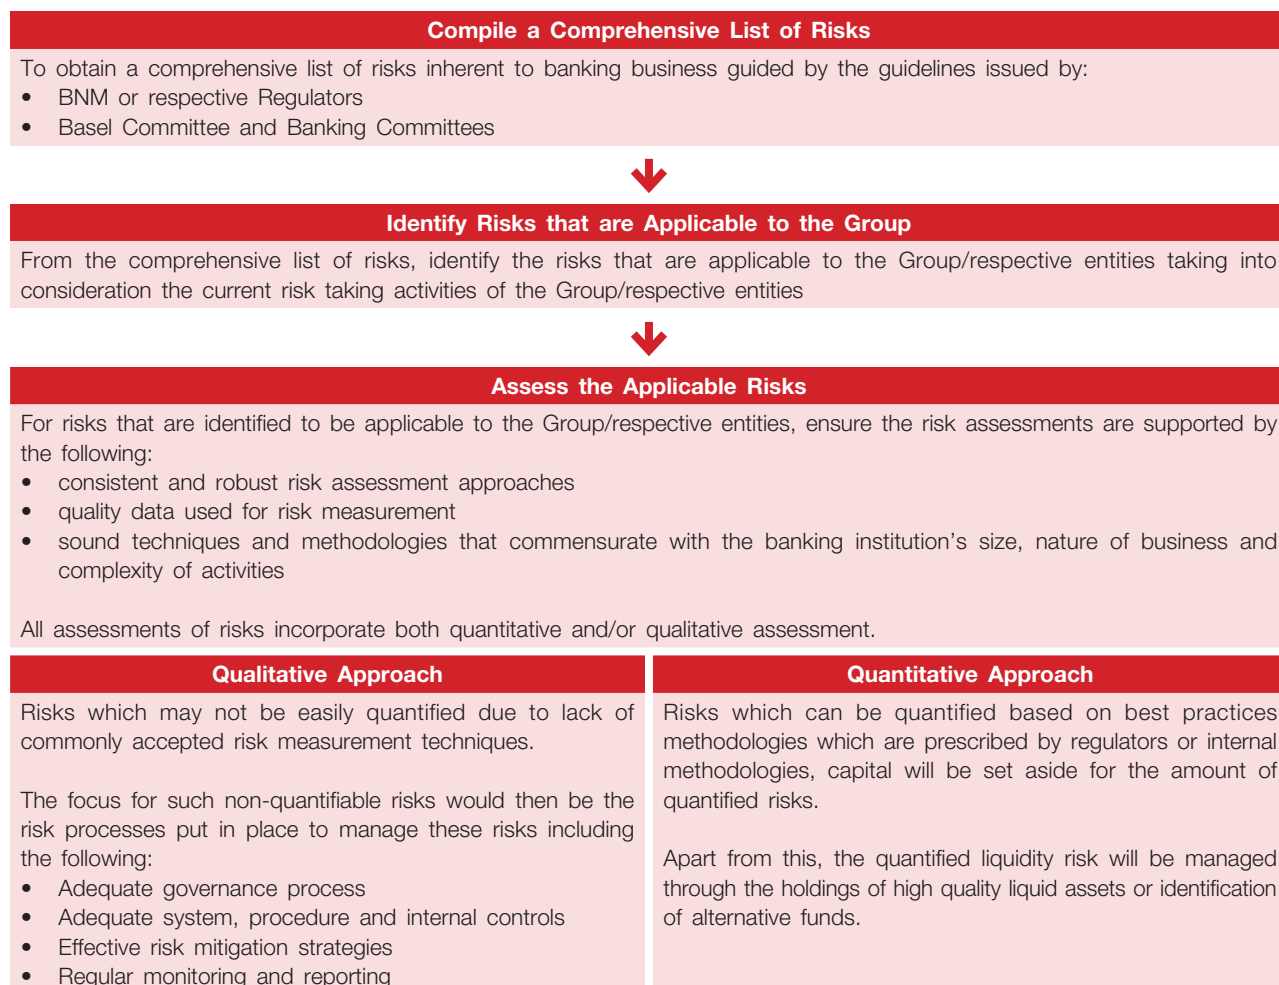 Compile a Comprehensive List of Risks
To obtain a comprehensive list of risks inherent to banking business guided by the guidelines issued by:
• BNM or respective Regulators
• Basel Committee and Banking Committees
Identify Risks that are Applicable to the Group
From the comprehensive list of risks, identify the risks that are applicable to the Group/respective entities taking into
consideration the current risk taking activities of the Group/respective entities
Assess the Applicable Risks
For risks that are identified to be applicable to the Group/respective entities, ensure the risk assessments are supported by
the following:
• consistent and robust risk assessment approaches
• quality data used for risk measurement
• sound techniques and methodologies that commensurate with the banking institution's size, nature of business and
complexity of activities
All assessments of risks incorporate both quantitative and/or qualitative assessment.
Qualitative Approach
Risks which may not be easily quantified due to lack of
commonly accepted risk measurement techniques.
The focus for such non-quantifiable risks would then be the
risk processes put in place to manage these risks including
the following:
• Adequate governance process
• Adequate system, procedure and internal controls
• Effective risk mitigation strategies
• Regular monitoring and reporting
Quantitative Approach
Risks which can be quantified based on best practices
methodologies which are prescribed by regulators or internal
methodologies, capital will be set aside for the amount of
quantified risks.
Apart from this, the quantified liquidity risk will be managed
through the holdings of high quality liquid assets or identification
of alternative funds.